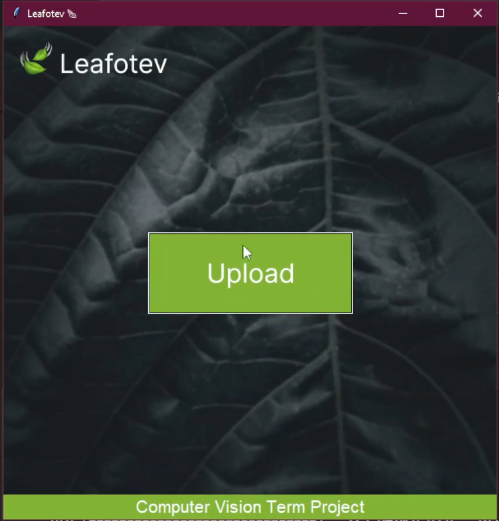 Leafotev
Leafotev
Upload
Computer Vision Term Project